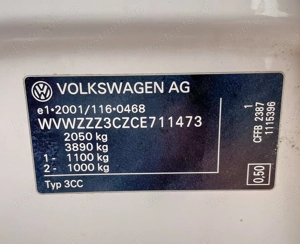 VOLKSWAGEN AG
e1*2001/116*0468
WVWZZZ3CZCE711473
2050 kg
3890 kg
1 - 1100 kg
2 - 1000 kg
Typ 3CC
1
CFFB 2387
1115396
0,50